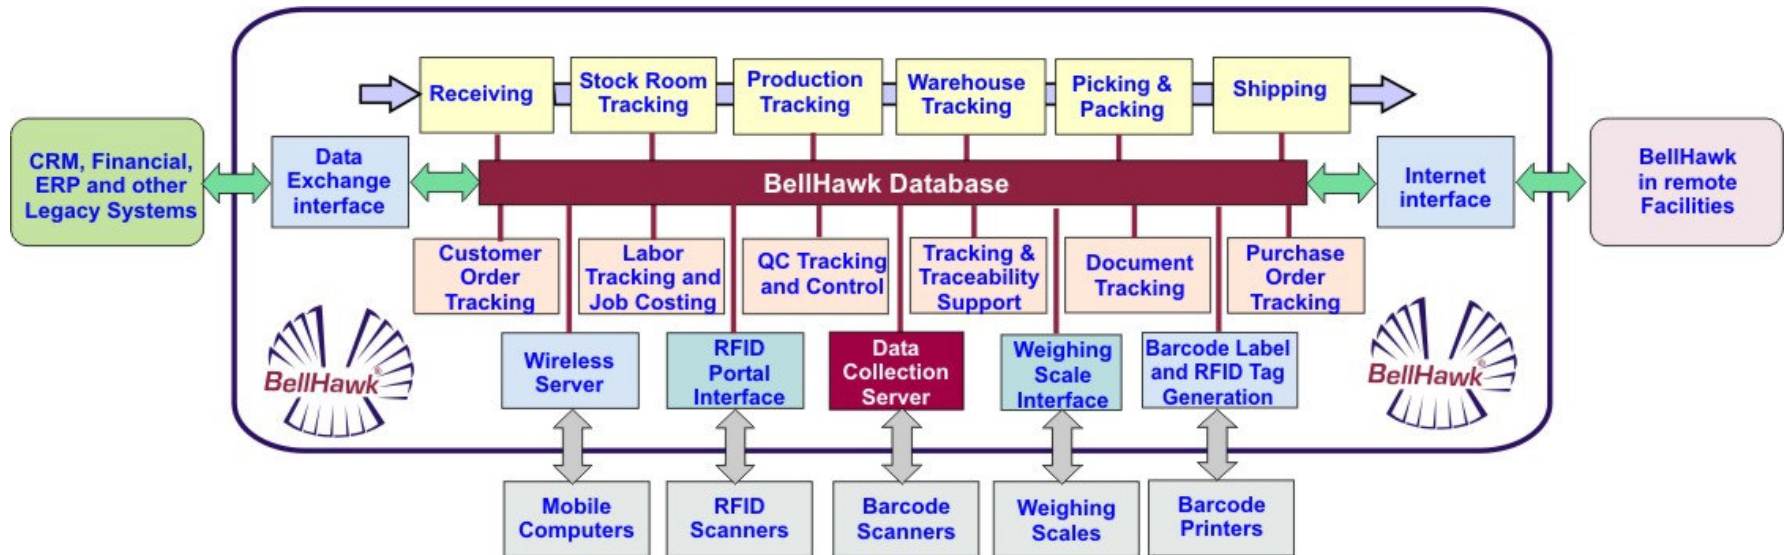 Receiving
Stock Room
Tracking
Production
Tracking
Warehouse
Tracking
Picking &
Packing
Shipping
CRM, Financial,
ERP and other
Legacy Systems
Data
Exchange
interface
BellHawk Database
Internet
interface
BellHawk
in remote
Facilities
Customer
Order
Tracking
Labor
Tracking and
Job Costing
QC Tracking
and Control
Tracking &
Traceability
Support
Document
Tracking
Purchase
Order
Tracking
BellHawk®
Wireless
Server
RFID
Portal
Interface
Data
Collection
Server
Weighing
Scale
Interface
Barcode Label
and RFID Tag
Generation
BellHawk®
Mobile
Computers
RFID
Scanners
Barcode
Scanners
Weighing
Scales
Barcode
Printers